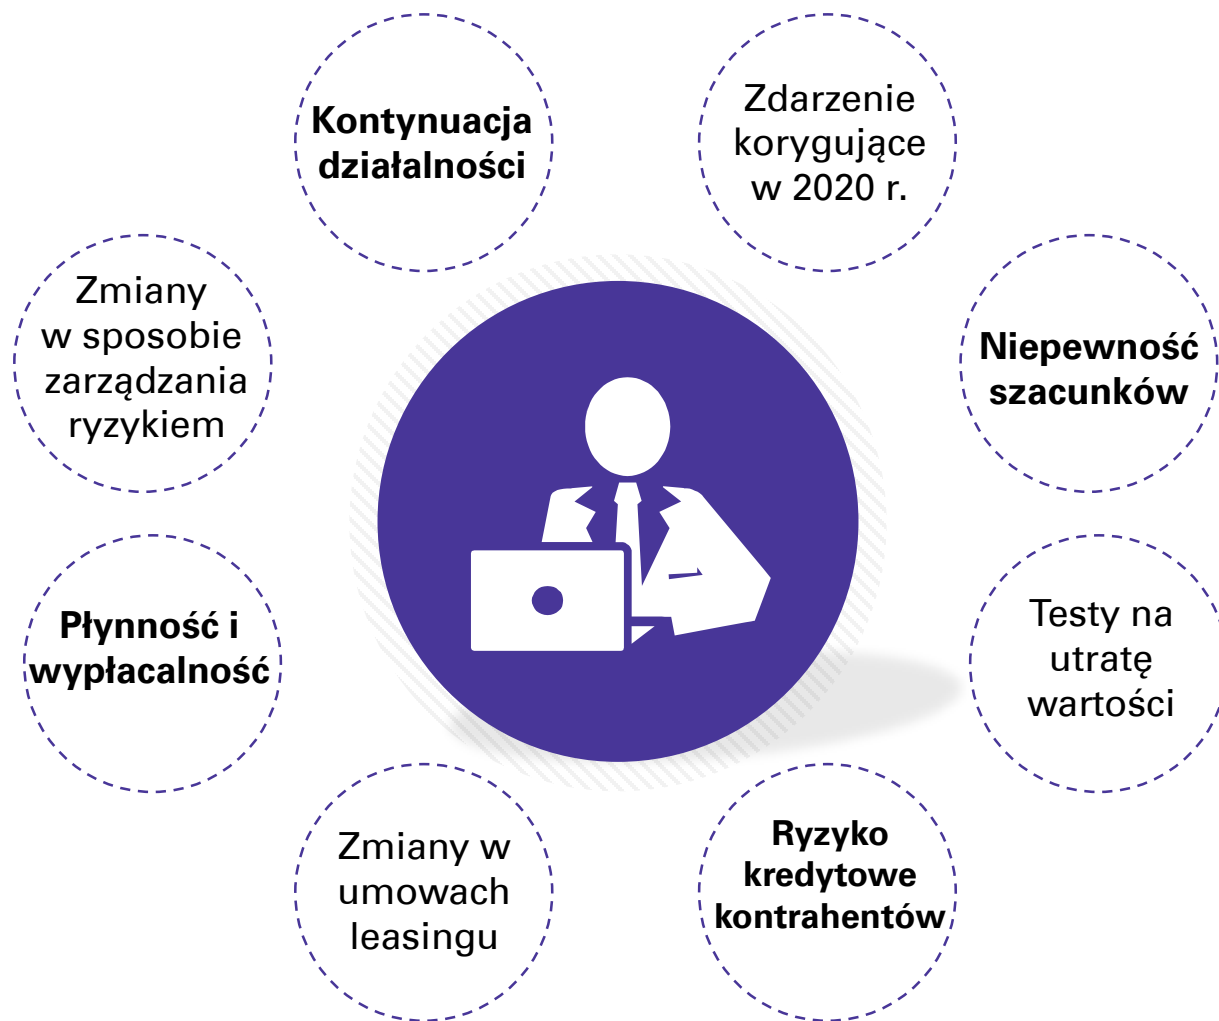 Kontynuacja
działalności
Zdarzenie
korygujące
w 2020 r.
Zmiany
w sposobie
zarządzania
ryzykiem
Niepewność
szacunków
Płynność i
wypłacalność
Testy na
utratę
wartości
Zmiany w
umowach
leasingu
Ryzyko
kredytowe
kontrahentów